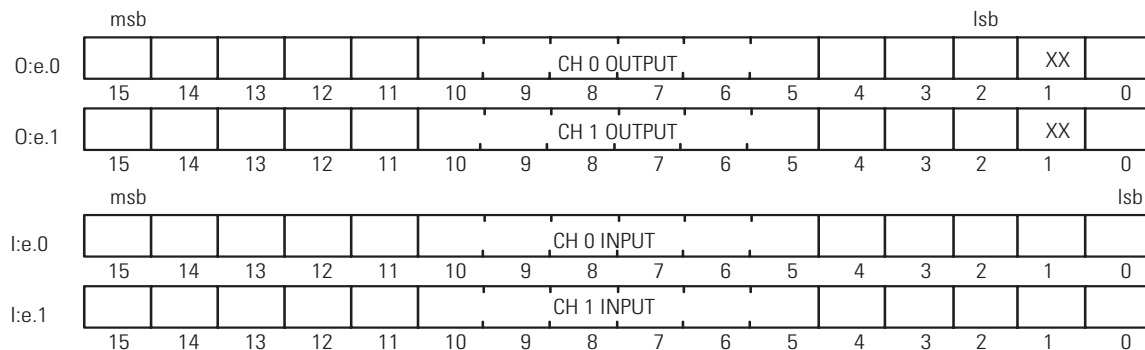 msb lsb
O:e.0 CH 0 OUTPUT XX
15 14 13 12 11 10 9 8 7 6 5 4 3 2 1 0
O:e.1 CH 1 OUTPUT XX
15 14 13 12 11 10 9 8 7 6 5 4 3 2 1 0
msb lsb
I:e.0 CH 0 INPUT
15 14 13 12 11 10 9 8 7 6 5 4 3 2 1 0
I:e.1 CH 1 INPUT
15 14 13 12 11 10 9 8 7 6 5 4 3 2 1 0